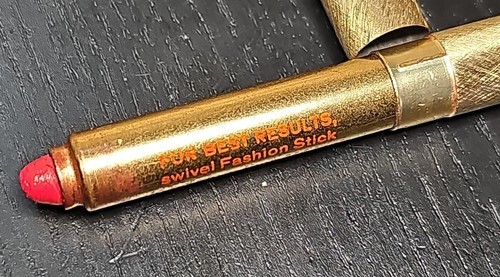 FOR BEST RESULTS,
swivel Fashion Stick